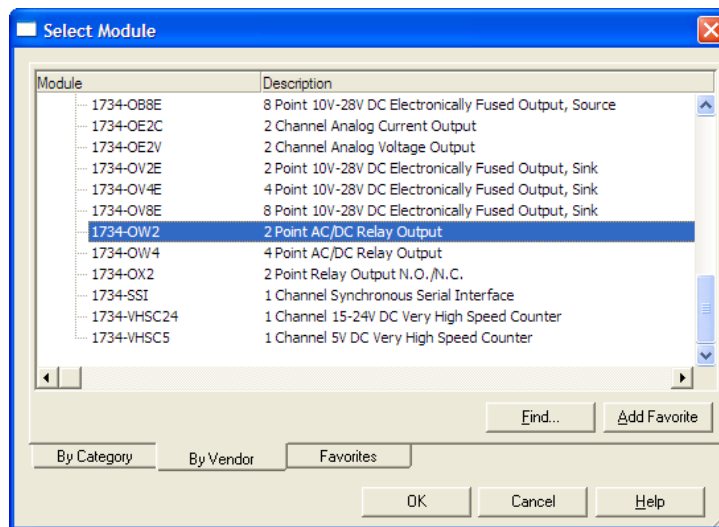 Select Module
Module Description
1734-OB8E 8 Point 10V-28V DC Electronically Fused Output, Source
1734-OE2C 2 Channel Analog Current Output
1734-OE2V 2 Channel Analog Voltage Output
1734-OV2E 2 Point 10V-28V DC Electronically Fused Output, Sink
1734-OV4E 4 Point 10V-28V DC Electronically Fused Output, Sink
1734-OV8E 8 Point 10V-28V DC Electronically Fused Output, Sink
1734-OW2 2 Point AC/DC Relay Output
1734-OW4 4 Point AC/DC Relay Output
1734-OX2 2 Point Relay Output N.O./N.C.
1734-SSI 1 Channel Synchronous Serial Interface
1734-VHSC24 1 Channel 15-24V DC Very High Speed Counter
1734-VHSC5 1 Channel 5V DC Very High Speed Counter
Find... Add Favorite
By Category By Vendor Favorites
OK Cancel Help